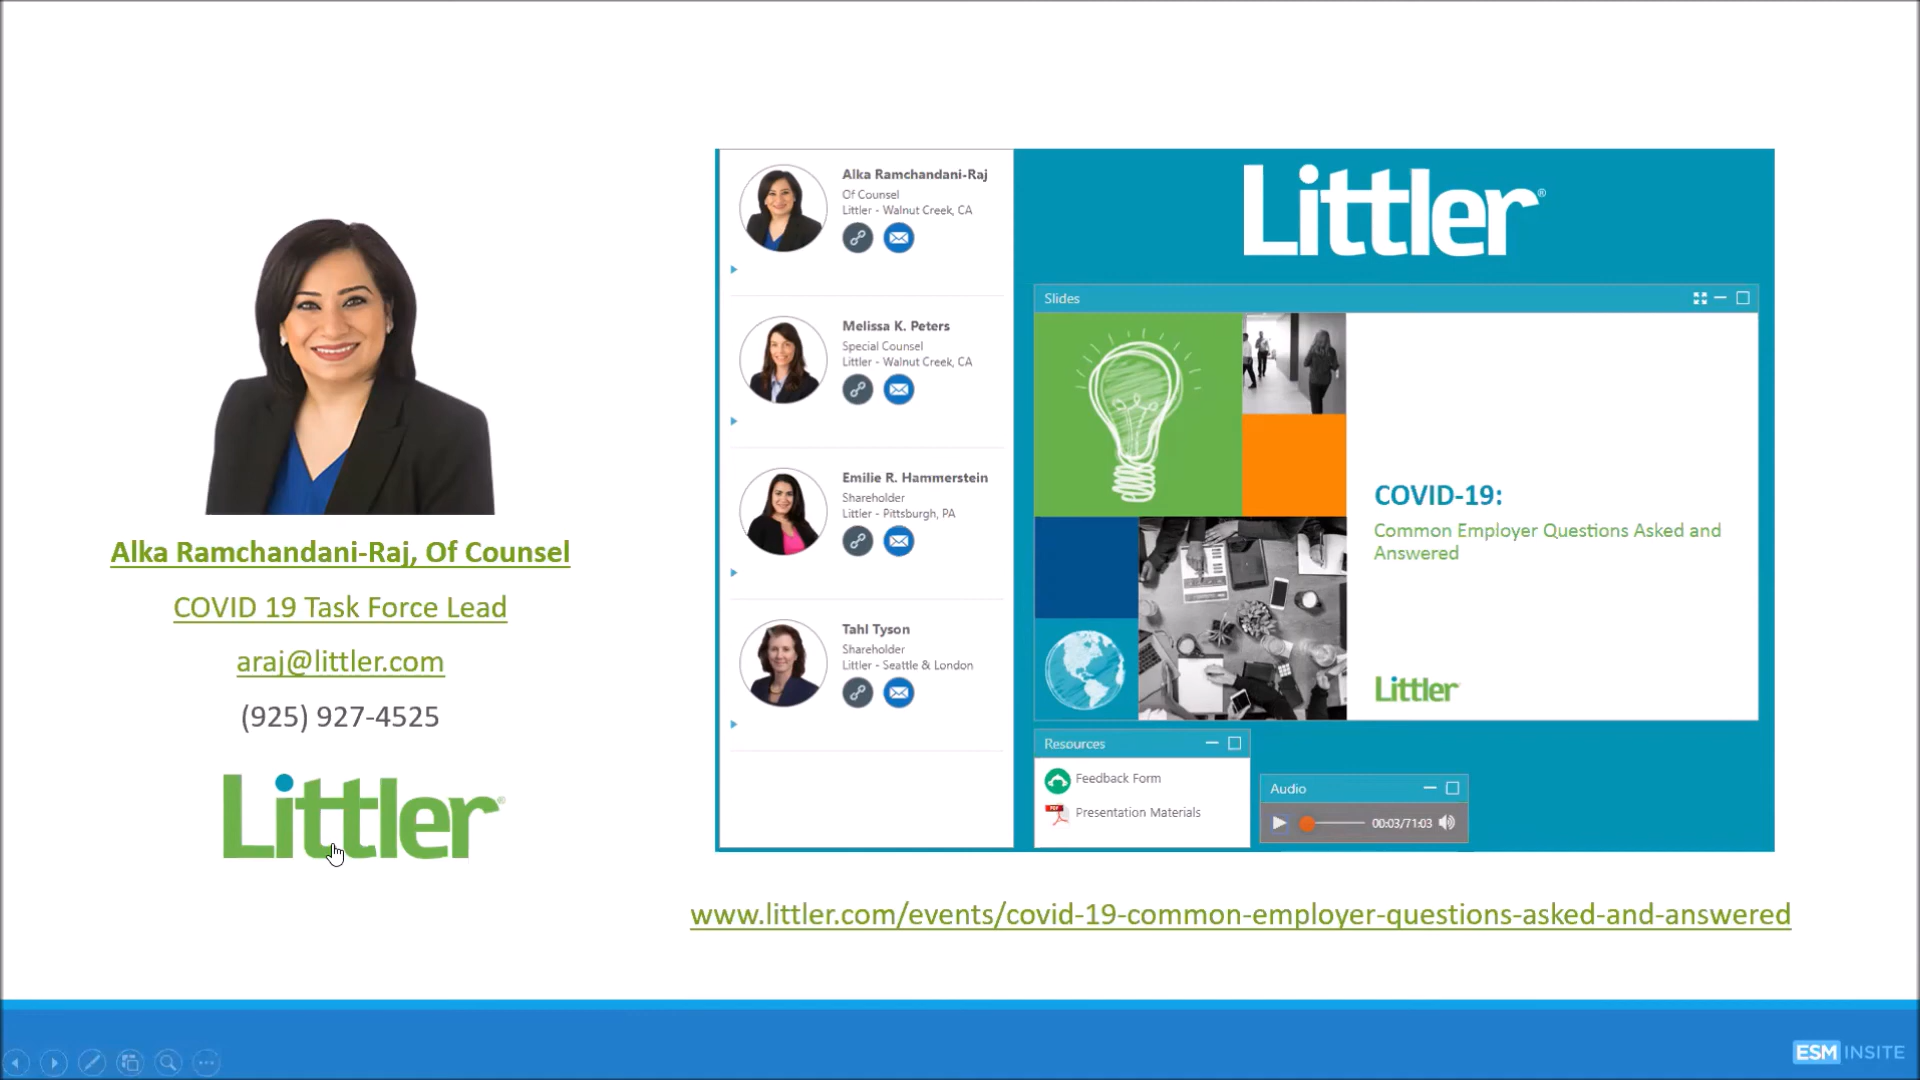 Alka Ramchandani-Raj, Of Counsel
COVID 19 Task Force Lead
araj@littler.com
(925) 927-4525
Littler
Alka Ramchandani-Raj
Of Counsel
Littler - Walnut Creek, CA
Melissa K. Peters
Special Counsel
Littler - Walnut Creek, CA
Emilie R. Hammerstein
Shareholder
Littler - Pittsburgh, PA
Tahl Tyson
Shareholder
Littler - Seattle & London
Littler®
Slides
COVID-19:
Common Employer Questions Asked and
Answered
Littler
Resources
Feedback Form
Presentation Materials
Audio
00:03/71:03
www.littler.com/events/covid-19-common-employer-questions-asked-and-answered
ESM INSITE